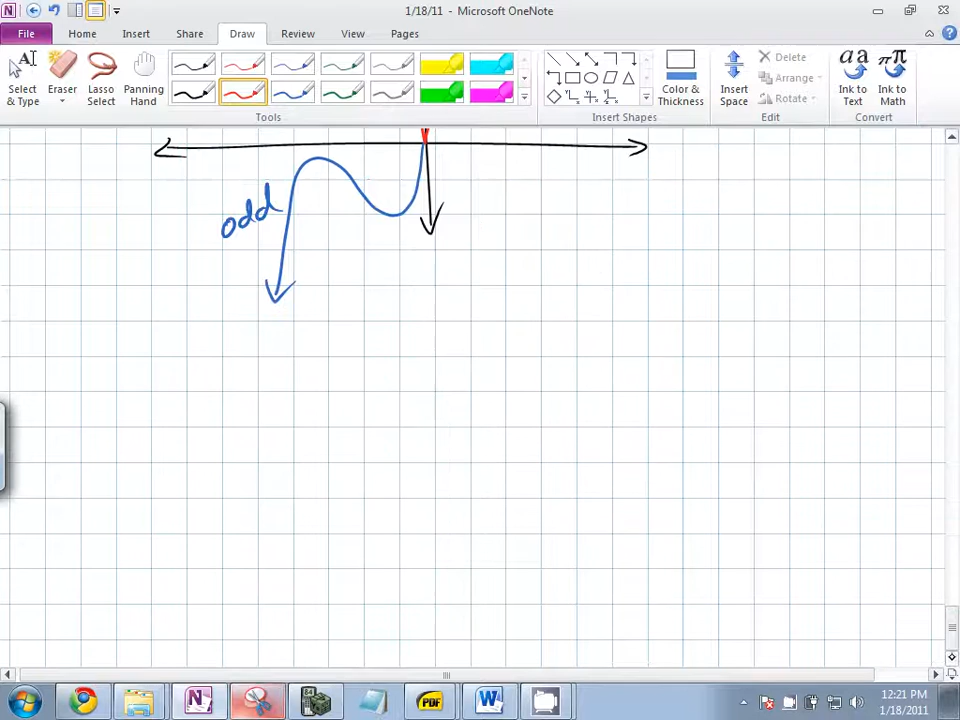 1/18/11 - Microsoft OneNote
File Home Insert Share Draw Review View Pages
A
Select & Type
Eraser
Lasso Select
Panning Hand
Color & Thickness
Insert Space
Delete
Arrange
Rotate
a a
Ink to Text
π π
Ink to Math
Tools Insert Shapes Edit Convert
odd
84
PDF
W
12:21 PM
1/18/2011